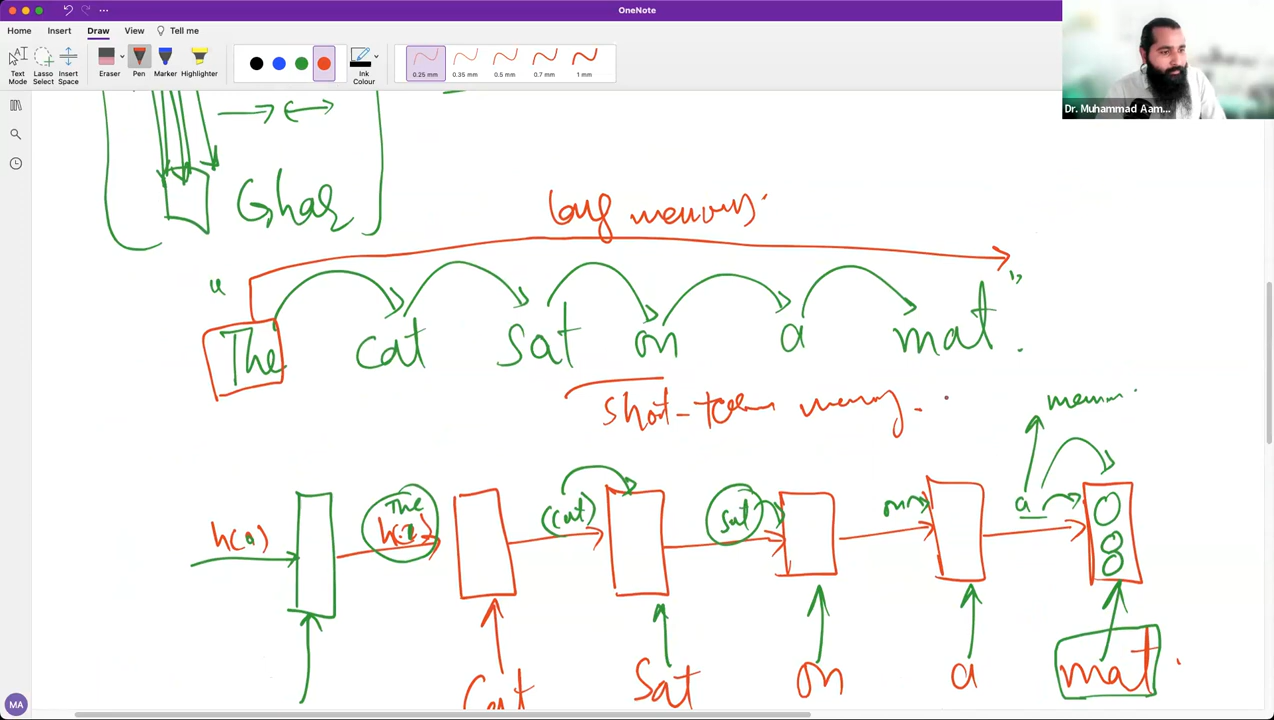 OneNote
Home Insert Draw View Tell me
Text Mode
Lasso Select
Insert Space
Eraser
Pen
Marker
Highlighter
Ink Colour
0.25 mm 0.35 mm 0.5 mm 0.7 mm 1 mm
Dr. Muhammad Aam...
Ghar
long memory.
"The cat sat on a mat."
short-term memory.
h(0) The (cat) sat on a
Cat Sat on a mat.
MA